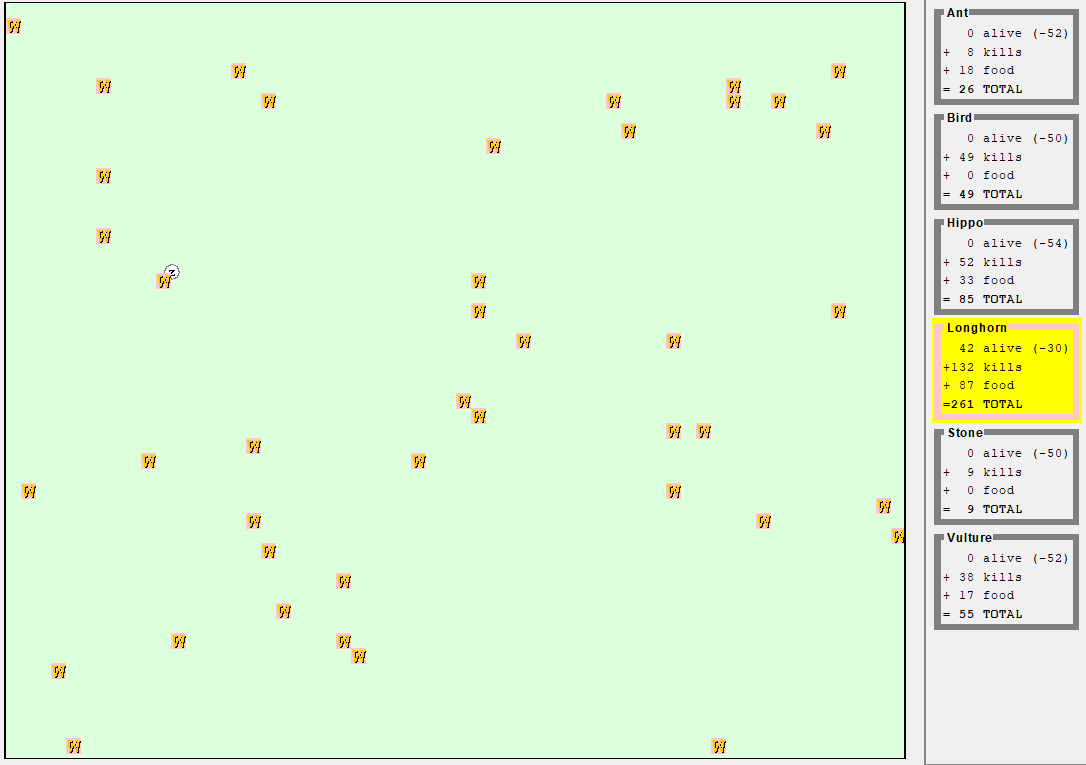 W
W W
W W
W W W W
W W
W
W
W
z
W W
W W
W W
W
W
W W
W
W W
W W
W
W W
W
W
W
W
W W
W
W
W W
Ant
0 alive (-52)
+ 8 kills
+ 18 food
= 26 TOTAL
Bird
0 alive (-50)
+ 49 kills
+ 0 food
= 49 TOTAL
Hippo
0 alive (-54)
+ 52 kills
+ 33 food
= 85 TOTAL
Longhorn
42 alive (-30)
+132 kills
+ 87 food
=261 TOTAL
Stone
0 alive (-50)
+ 9 kills
+ 0 food
= 9 TOTAL
Vulture
0 alive (-52)
+ 38 kills
+ 17 food
= 55 TOTAL